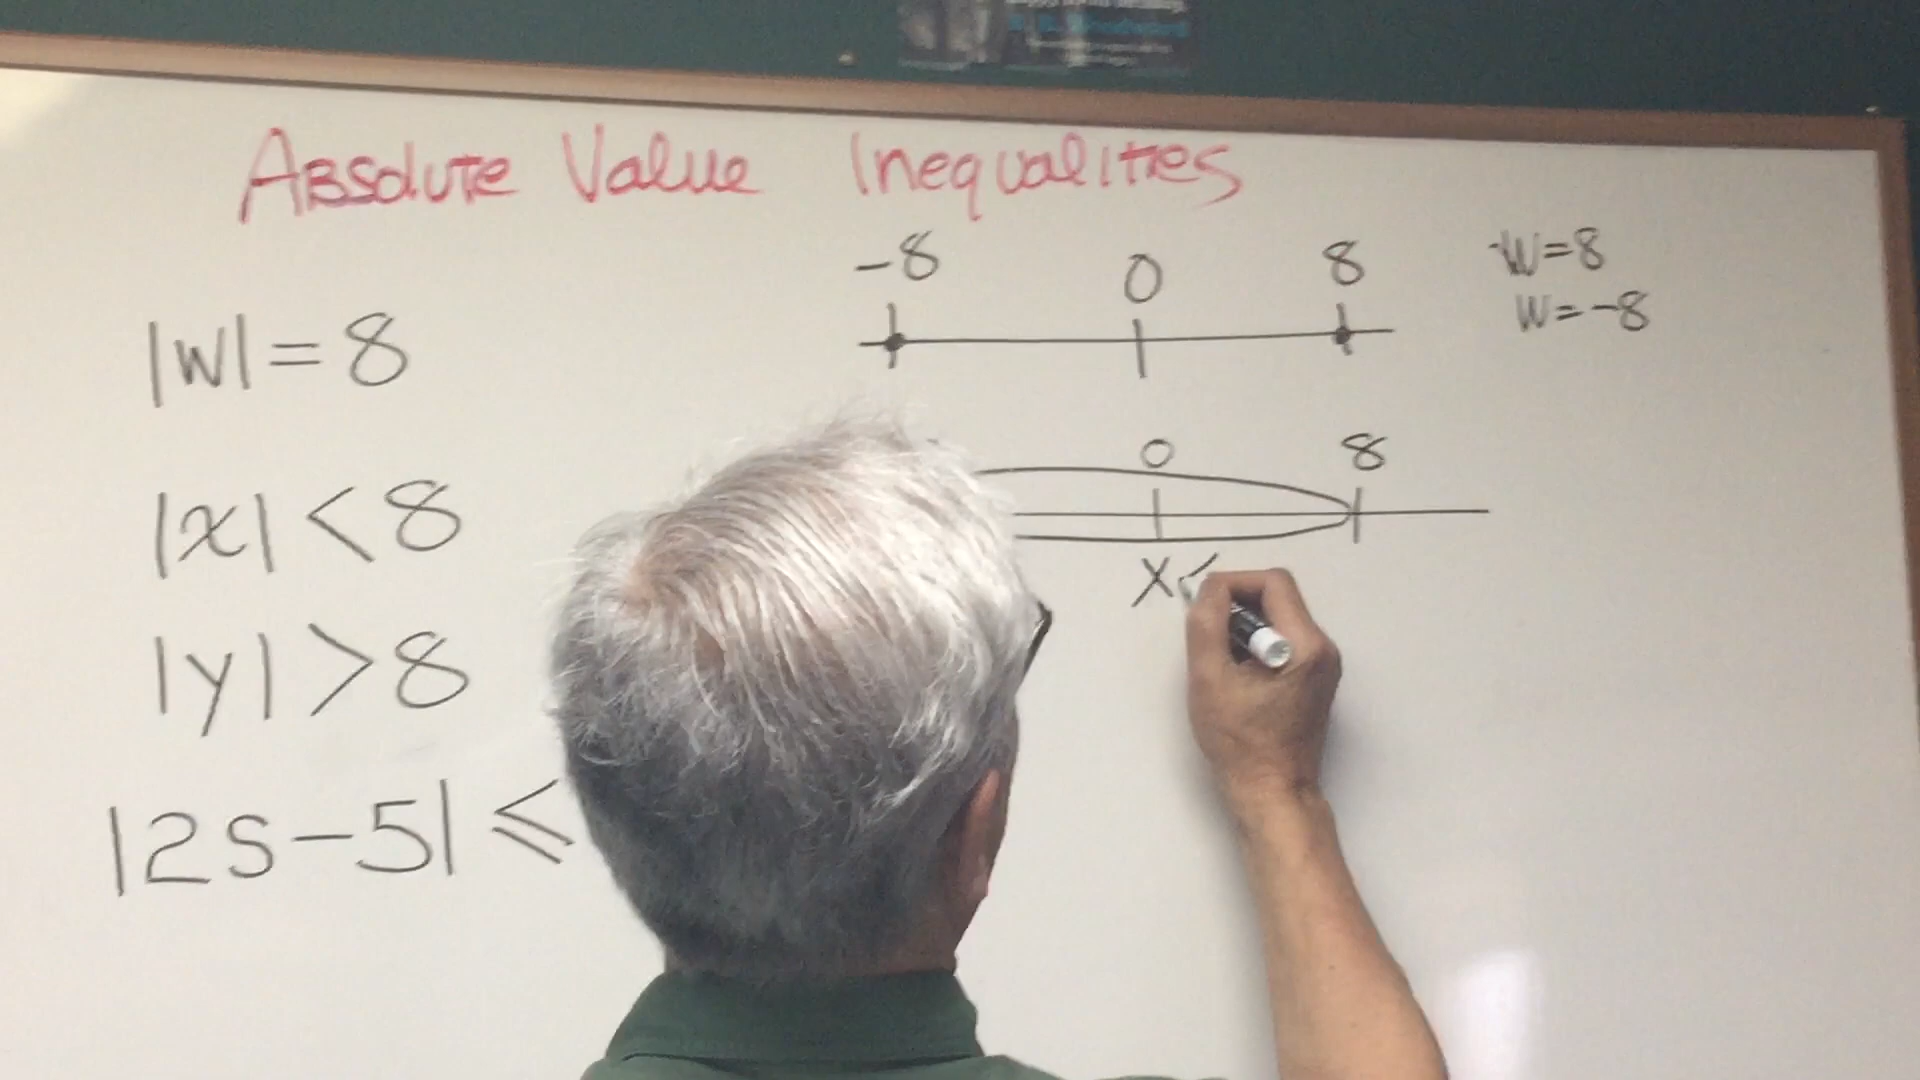 Absolute Value Inequalities
|W| = 8
-8 0 8
W=8
W=-8
|x| < 8
0 8
X<
|y| > 8
|2S-5| ≤